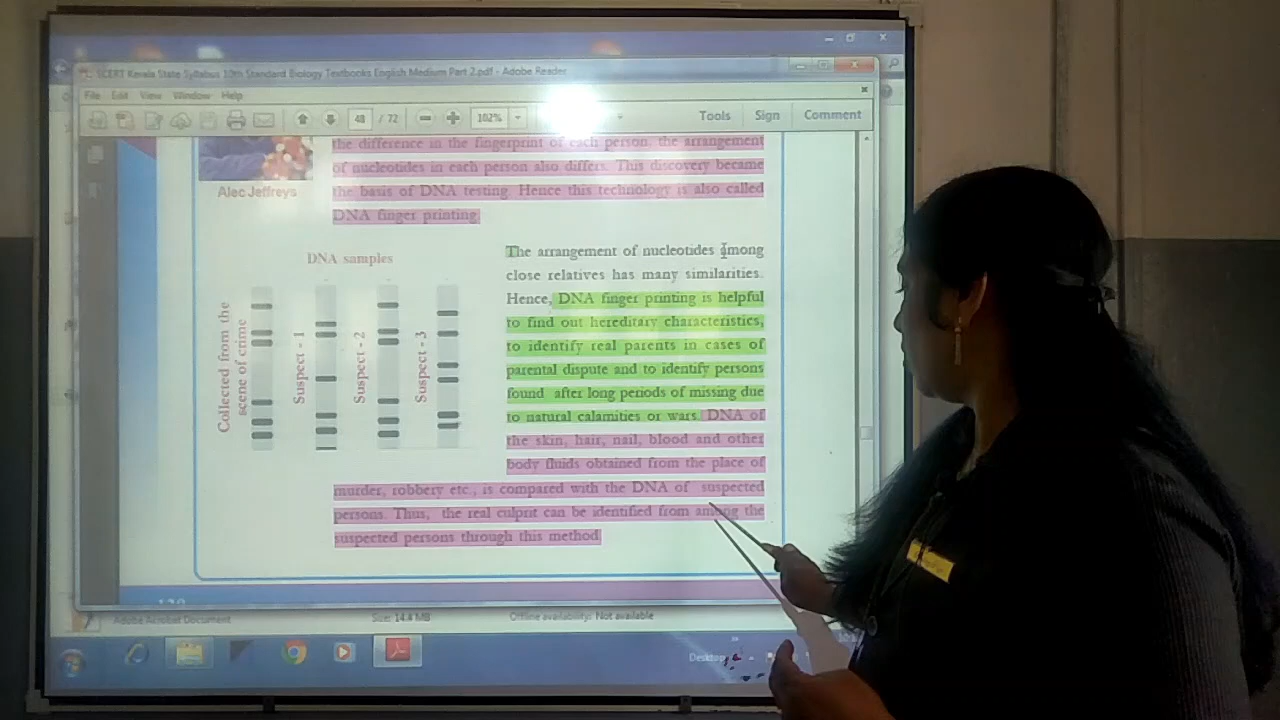 SCERT Kerala State Syllabus 10th Standard Biology Textbooks English Medium Part 2.pdf - Adobe Reader
File Edit View Window Help
48 / 72 102% Tools Sign Comment
the difference in the fingerprint of each person, the arrangement
of nucleotides in each person also differs. This discovery became
the basis of DNA testing. Hence this technology is also called
DNA finger printing.
Alec Jeffreys
DNA samples
Collected from the
scene of crime
Suspect - 1
Suspect - 2
Suspect - 3
The arrangement of nucleotides among
close relatives has many similarities.
Hence, DNA finger printing is helpful
to find out hereditary characteristics,
to identify real parents in cases of
parental dispute and to identify persons
found after long periods of missing due
to natural calamities or wars. DNA of
the skin, hair, nail, blood and other
body fluids obtained from the place of
murder, robbery etc., is compared with the DNA of suspected
persons. Thus, the real culprit can be identified from among the
suspected persons through this method.
Adobe Acrobat Document Size: 14.4 MB Offline availability: Not available
Desktop